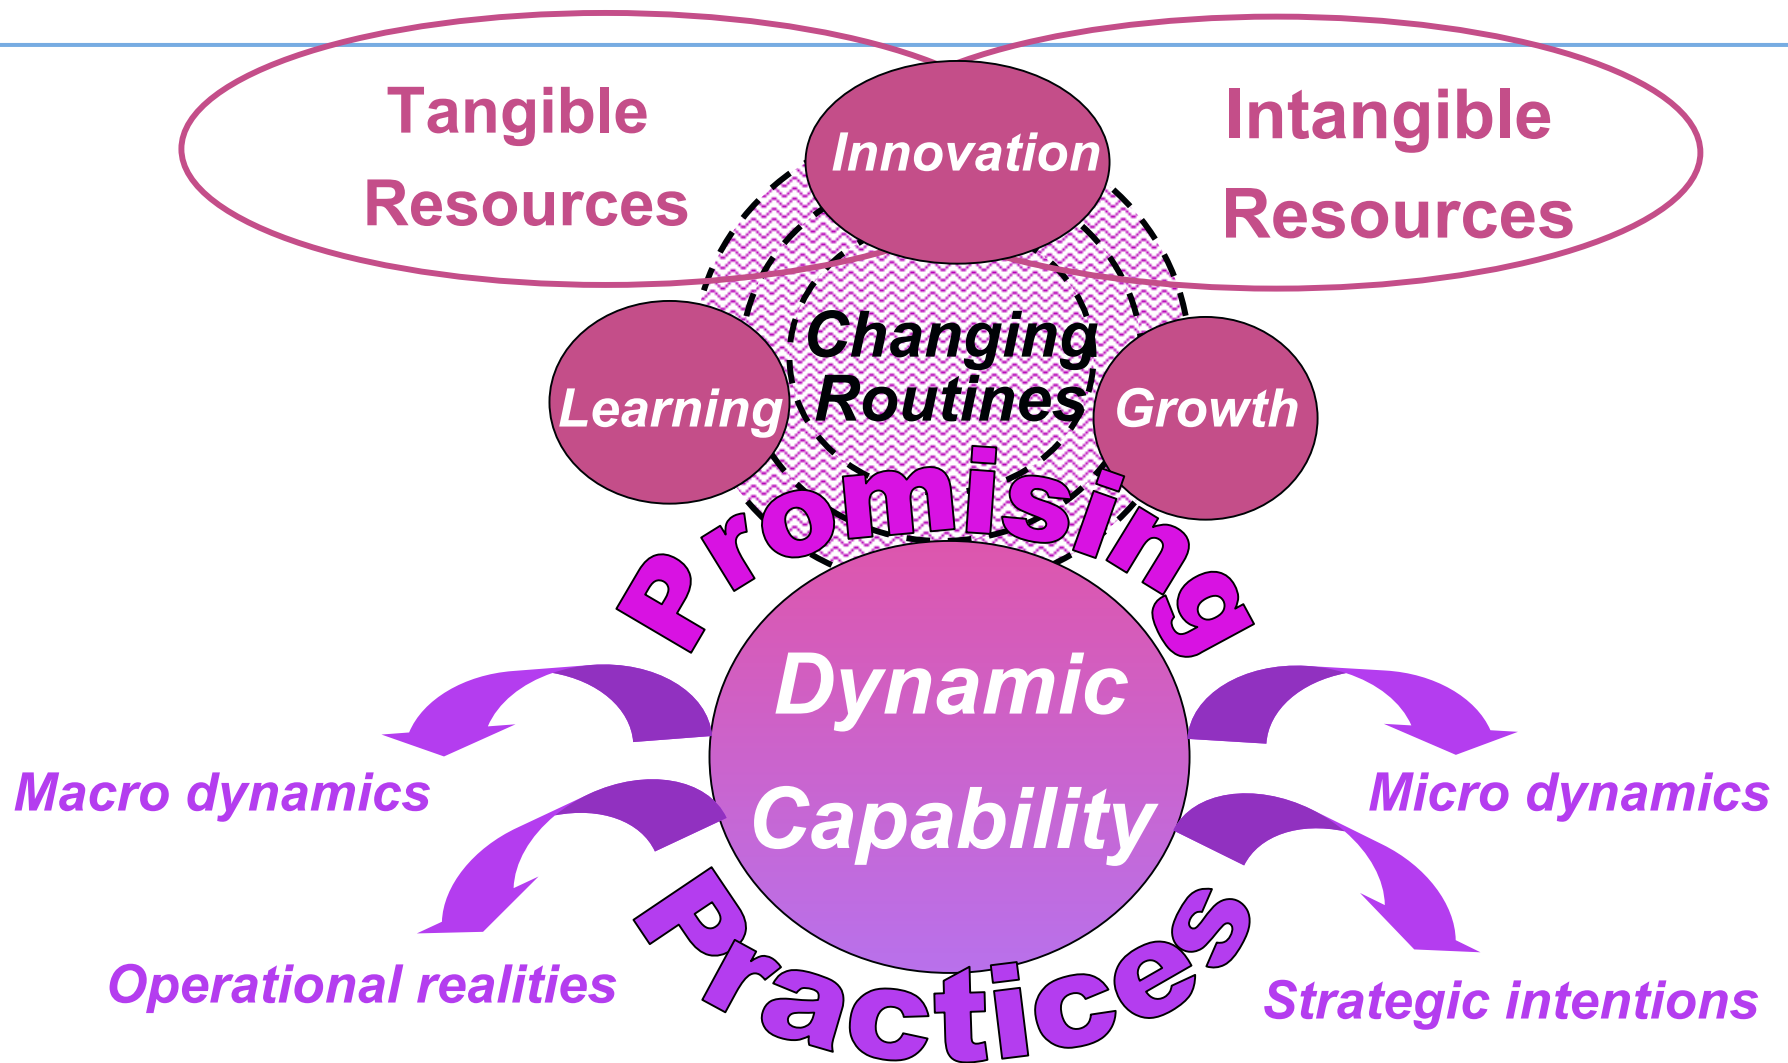 Tangible
Resources
Innovation
Intangible
Resources
Changing
Routines
Learning
Growth
Promising
Dynamic
Capability
Macro dynamics
Micro dynamics
Operational realities
Strategic intentions
Practices